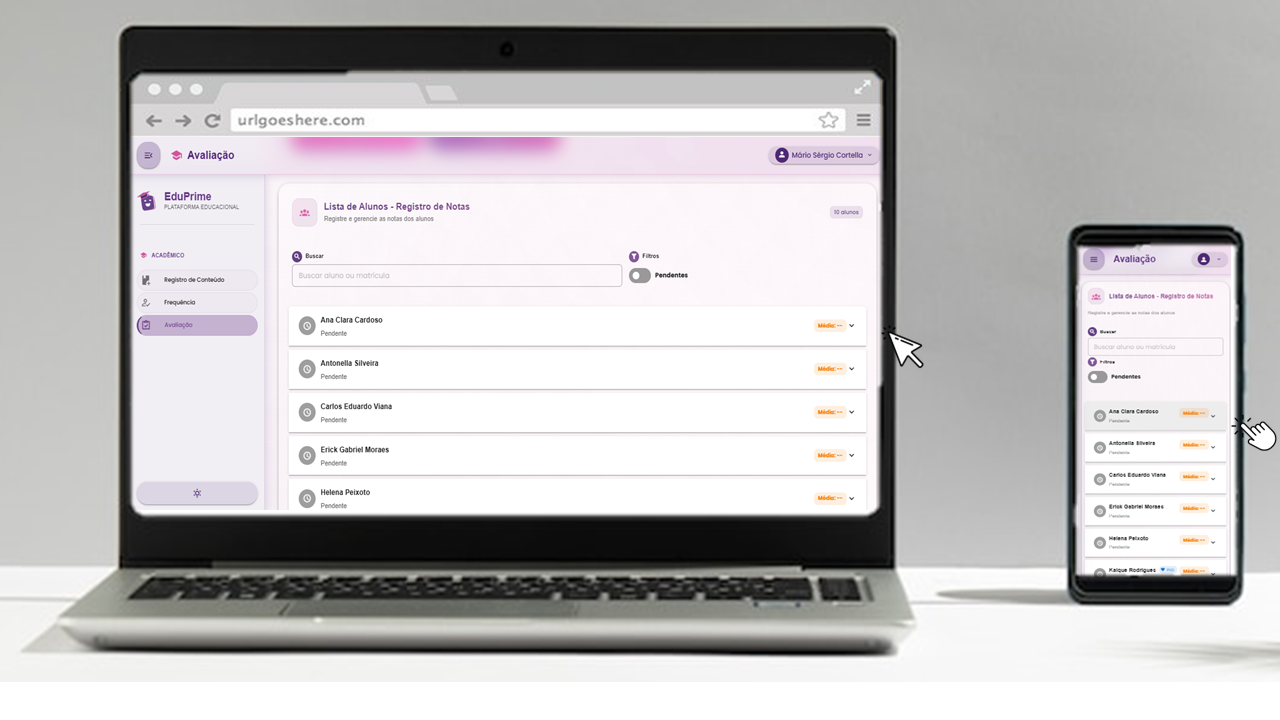 urlgoeshere.com
Avaliação
Mário Sérgio Cortella
EduPrime
PLATAFORMA EDUCACIONAL
ACADÊMICO
Registro de Conteúdo
Frequência
Avaliação
Lista de Alunos - Registro de Notas
Registre e gerencie as notas dos alunos
10 alunos
Buscar
Buscar aluno ou matrícula
Filtros
Pendentes
Ana Clara Cardoso
Pendente
Média: --
Antonella Silveira
Pendente
Média: --
Carlos Eduardo Viana
Pendente
Média: --
Erick Gabriel Moraes
Pendente
Média: --
Helena Peixoto
Pendente
Média: --
Avaliação
Lista de Alunos - Registro de Notas
Registre e gerencie as notas dos alunos
Buscar
Buscar aluno ou matrícula
Filtros
Pendentes
Ana Clara Cardoso
Pendente
Média: --
Antonella Silveira
Pendente
Média: --
Carlos Eduardo Viana
Pendente
Média: --
Erick Gabriel Moraes
Pendente
Média: --
Helena Peixoto
Pendente
Média: --
Kaique Rodrigues
Média: --